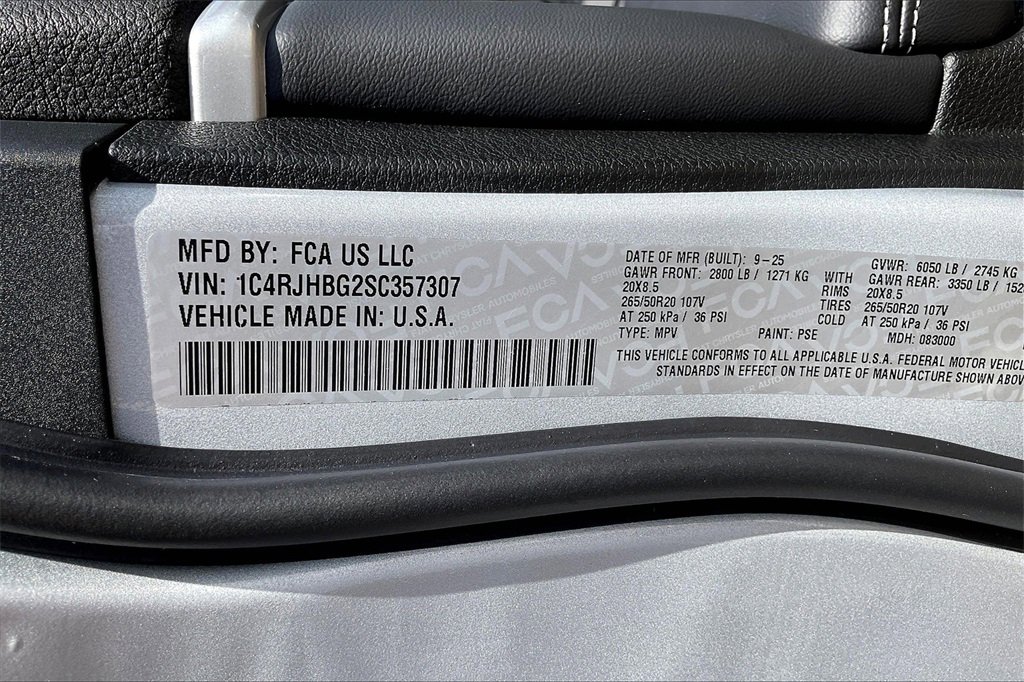 MFD BY: FCA US LLC
VIN: 1C4RJHBG2SC357307
VEHICLE MADE IN: U.S.A.
DATE OF MFR (BUILT): 9-25 GVWR: 6050 LB / 2745 KG
GAWR FRONT: 2800 LB / 1271 KG WITH GAWR REAR: 3350 LB /
20X8.5 RIMS 20X8.5
265/50R20 107V TIRES 265/50R20 107V
AT 250 kPa / 36 PSI COLD AT 250 kPa / 36 PSI
TYPE: MPV PAINT: PSE MDH: 083000
THIS VEHICLE CONFORMS TO ALL APPLICABLE U.S.A. FEDERAL MOTOR VEHICLE
STANDARDS IN EFFECT ON THE DATE OF MANUFACTURE SHOWN